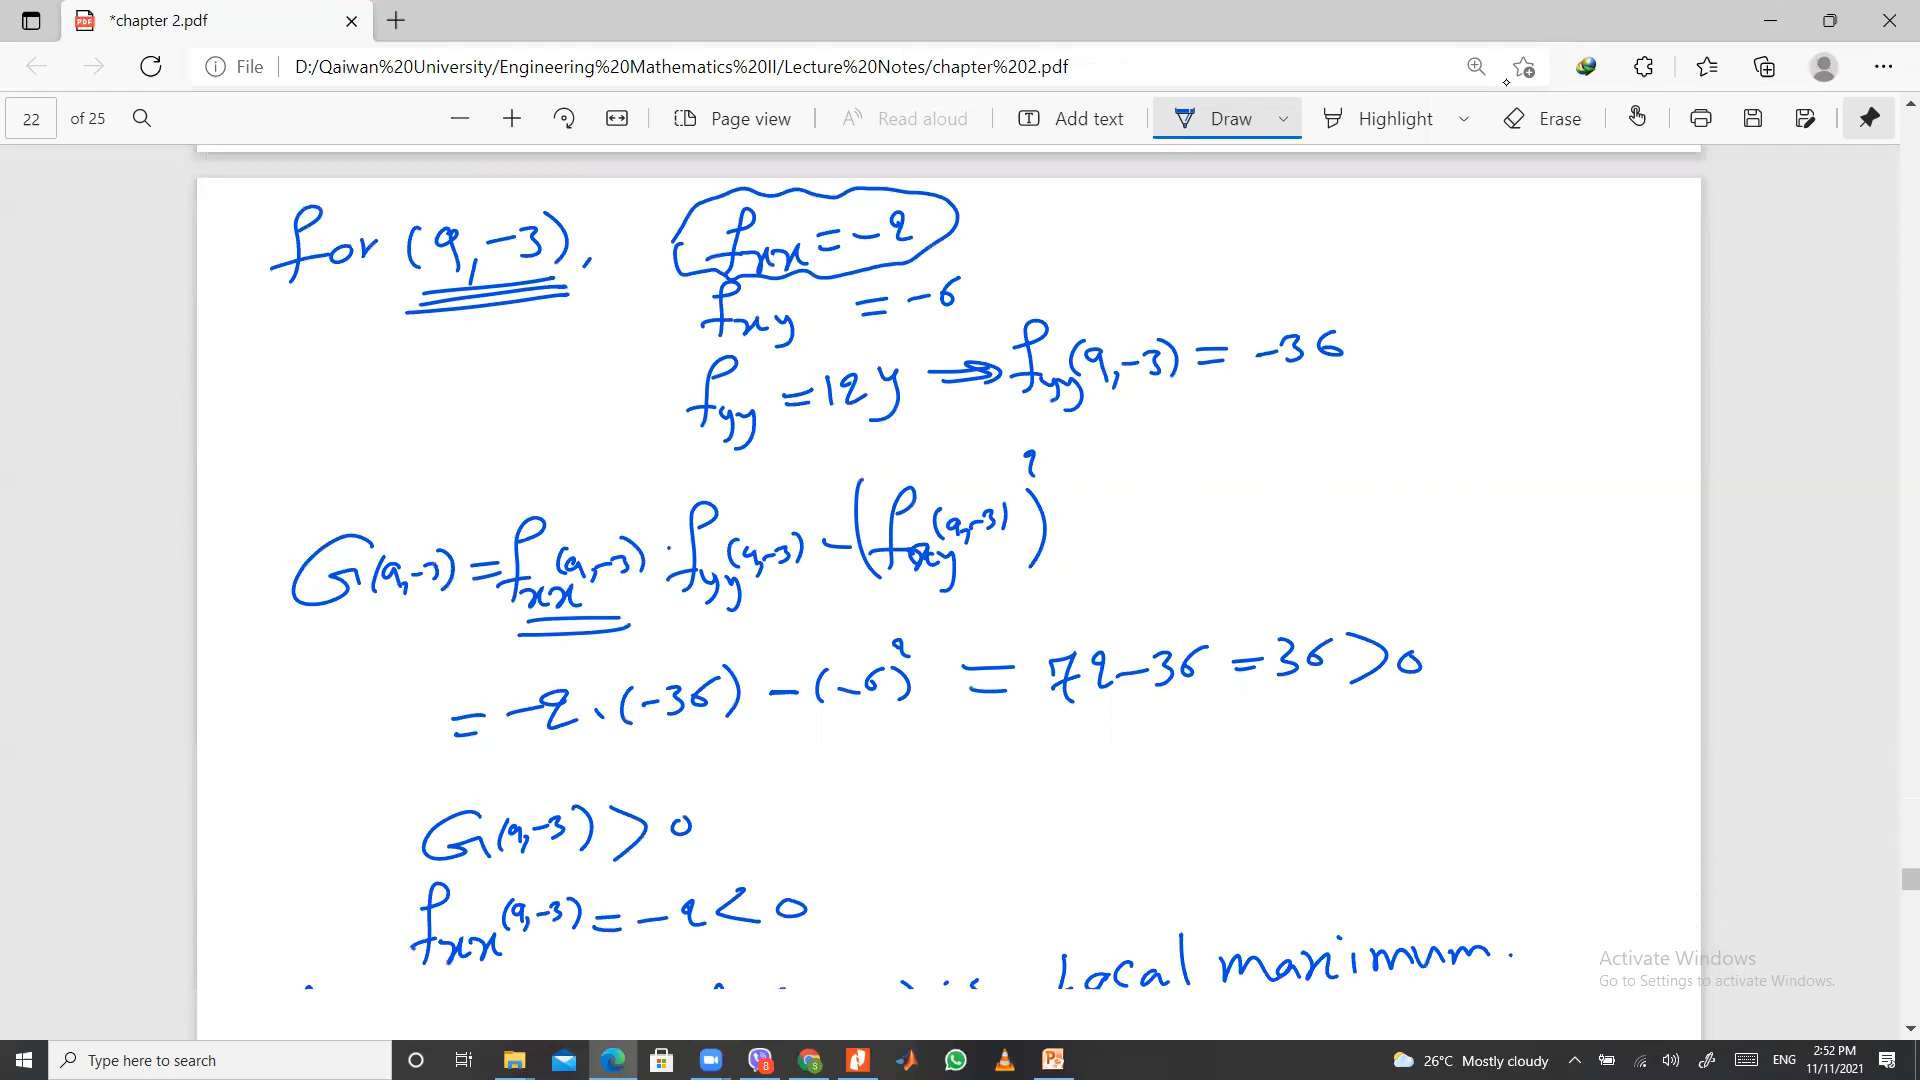 *chapter 2.pdf
File D:/Qaiwan%20University/Engineering%20Mathematics%20II/Lecture%20Notes/chapter%202.pdf
22 of 25 Page view Read aloud Add text Draw Highlight Erase
for (9,-3), fxx = -2
fxy = -6
fyy = 12y ⟹ fyy(9,-3) = -36
G(9,-3) = fxx(9,-3) · fyy(9,-3) - (fxy(9,-3))²
= -2 · (-36) - (-6)² = 72 - 36 = 36 > 0
G(9,-3) > 0
fxx(9,-3) = -2 < 0
is local maximum.
Activate Windows
Go to Settings to activate Windows.
Type here to search 8 26°C Mostly cloudy ENG 2:52 PM
11/11/2021